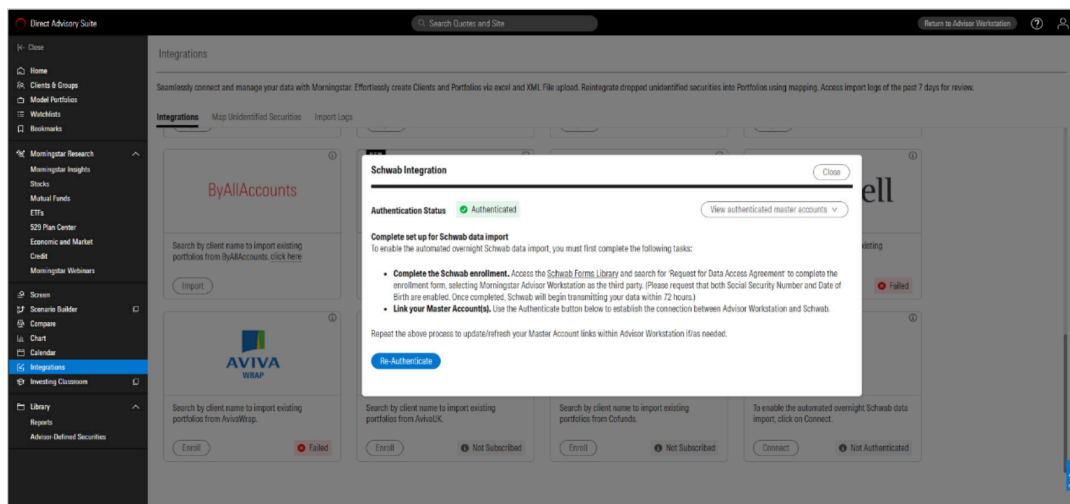 Direct Advisory Suite
Search Quotes and Site
Return to Advisor Workstation
Close
Home
Clients & Groups
Model Portfolios
Watchlists
Bookmarks
Morningstar Research
Morningstar Insights
Stocks
Mutual Funds
ETFs
529 Plan Center
Economic and Market
Credit
Morningstar Webinars
Screen
Scenario Builder
Compare
Chart
Calendar
Integrations
Investing Classroom
Library
Reports
Advisor-Defined Securities
Integrations
Seamlessly connect and manage your data with Morningstar. Effortlessly create Clients and Portfolios via excel and XML File upload. Reintegrate dropped unidentified securities into Portfolios using mapping. Access import logs of the past 7 days for review.
Integrations Map Unidentified Securities Import Logs
ByAllAccounts
Search by client name to import existing
portfolios from ByAllAccounts. click here
Import
Schwab Integration
Close
Authentication Status Authenticated
View authenticated master accounts
Complete set up for Schwab data import
To enable the automated overnight Schwab data import, you must first complete the following tasks:
• Complete the Schwab enrollment. Access the Schwab Forms Library and search for 'Request for Data Access Agreement' to complete the
enrollment form, selecting Morningstar Advisor Workstation as the third party. (Please request that both Social Security Number and Date of
Birth are enabled. Once completed, Schwab will begin transmitting your data within 72 hours.)
• Link your Master Account(s). Use the Authenticate button below to establish the connection between Advisor Workstation and Schwab.
Repeat the above process to update/refresh your Master Account links within Advisor Workstation if/as needed.
Re-Authenticate
ell
existing
Failed
AVIVA
WRAP
Search by client name to import existing
portfolios from AvivaWrap.
Enroll
Failed
Search by client name to import existing
portfolios from AvivaUK.
Enroll
Not Subscribed
Search by client name to import existing
portfolios from Cofunds.
Enroll
Not Subscribed
To enable the automated overnight Schwab data
import, click on Connect.
Connect
Not Authenticated